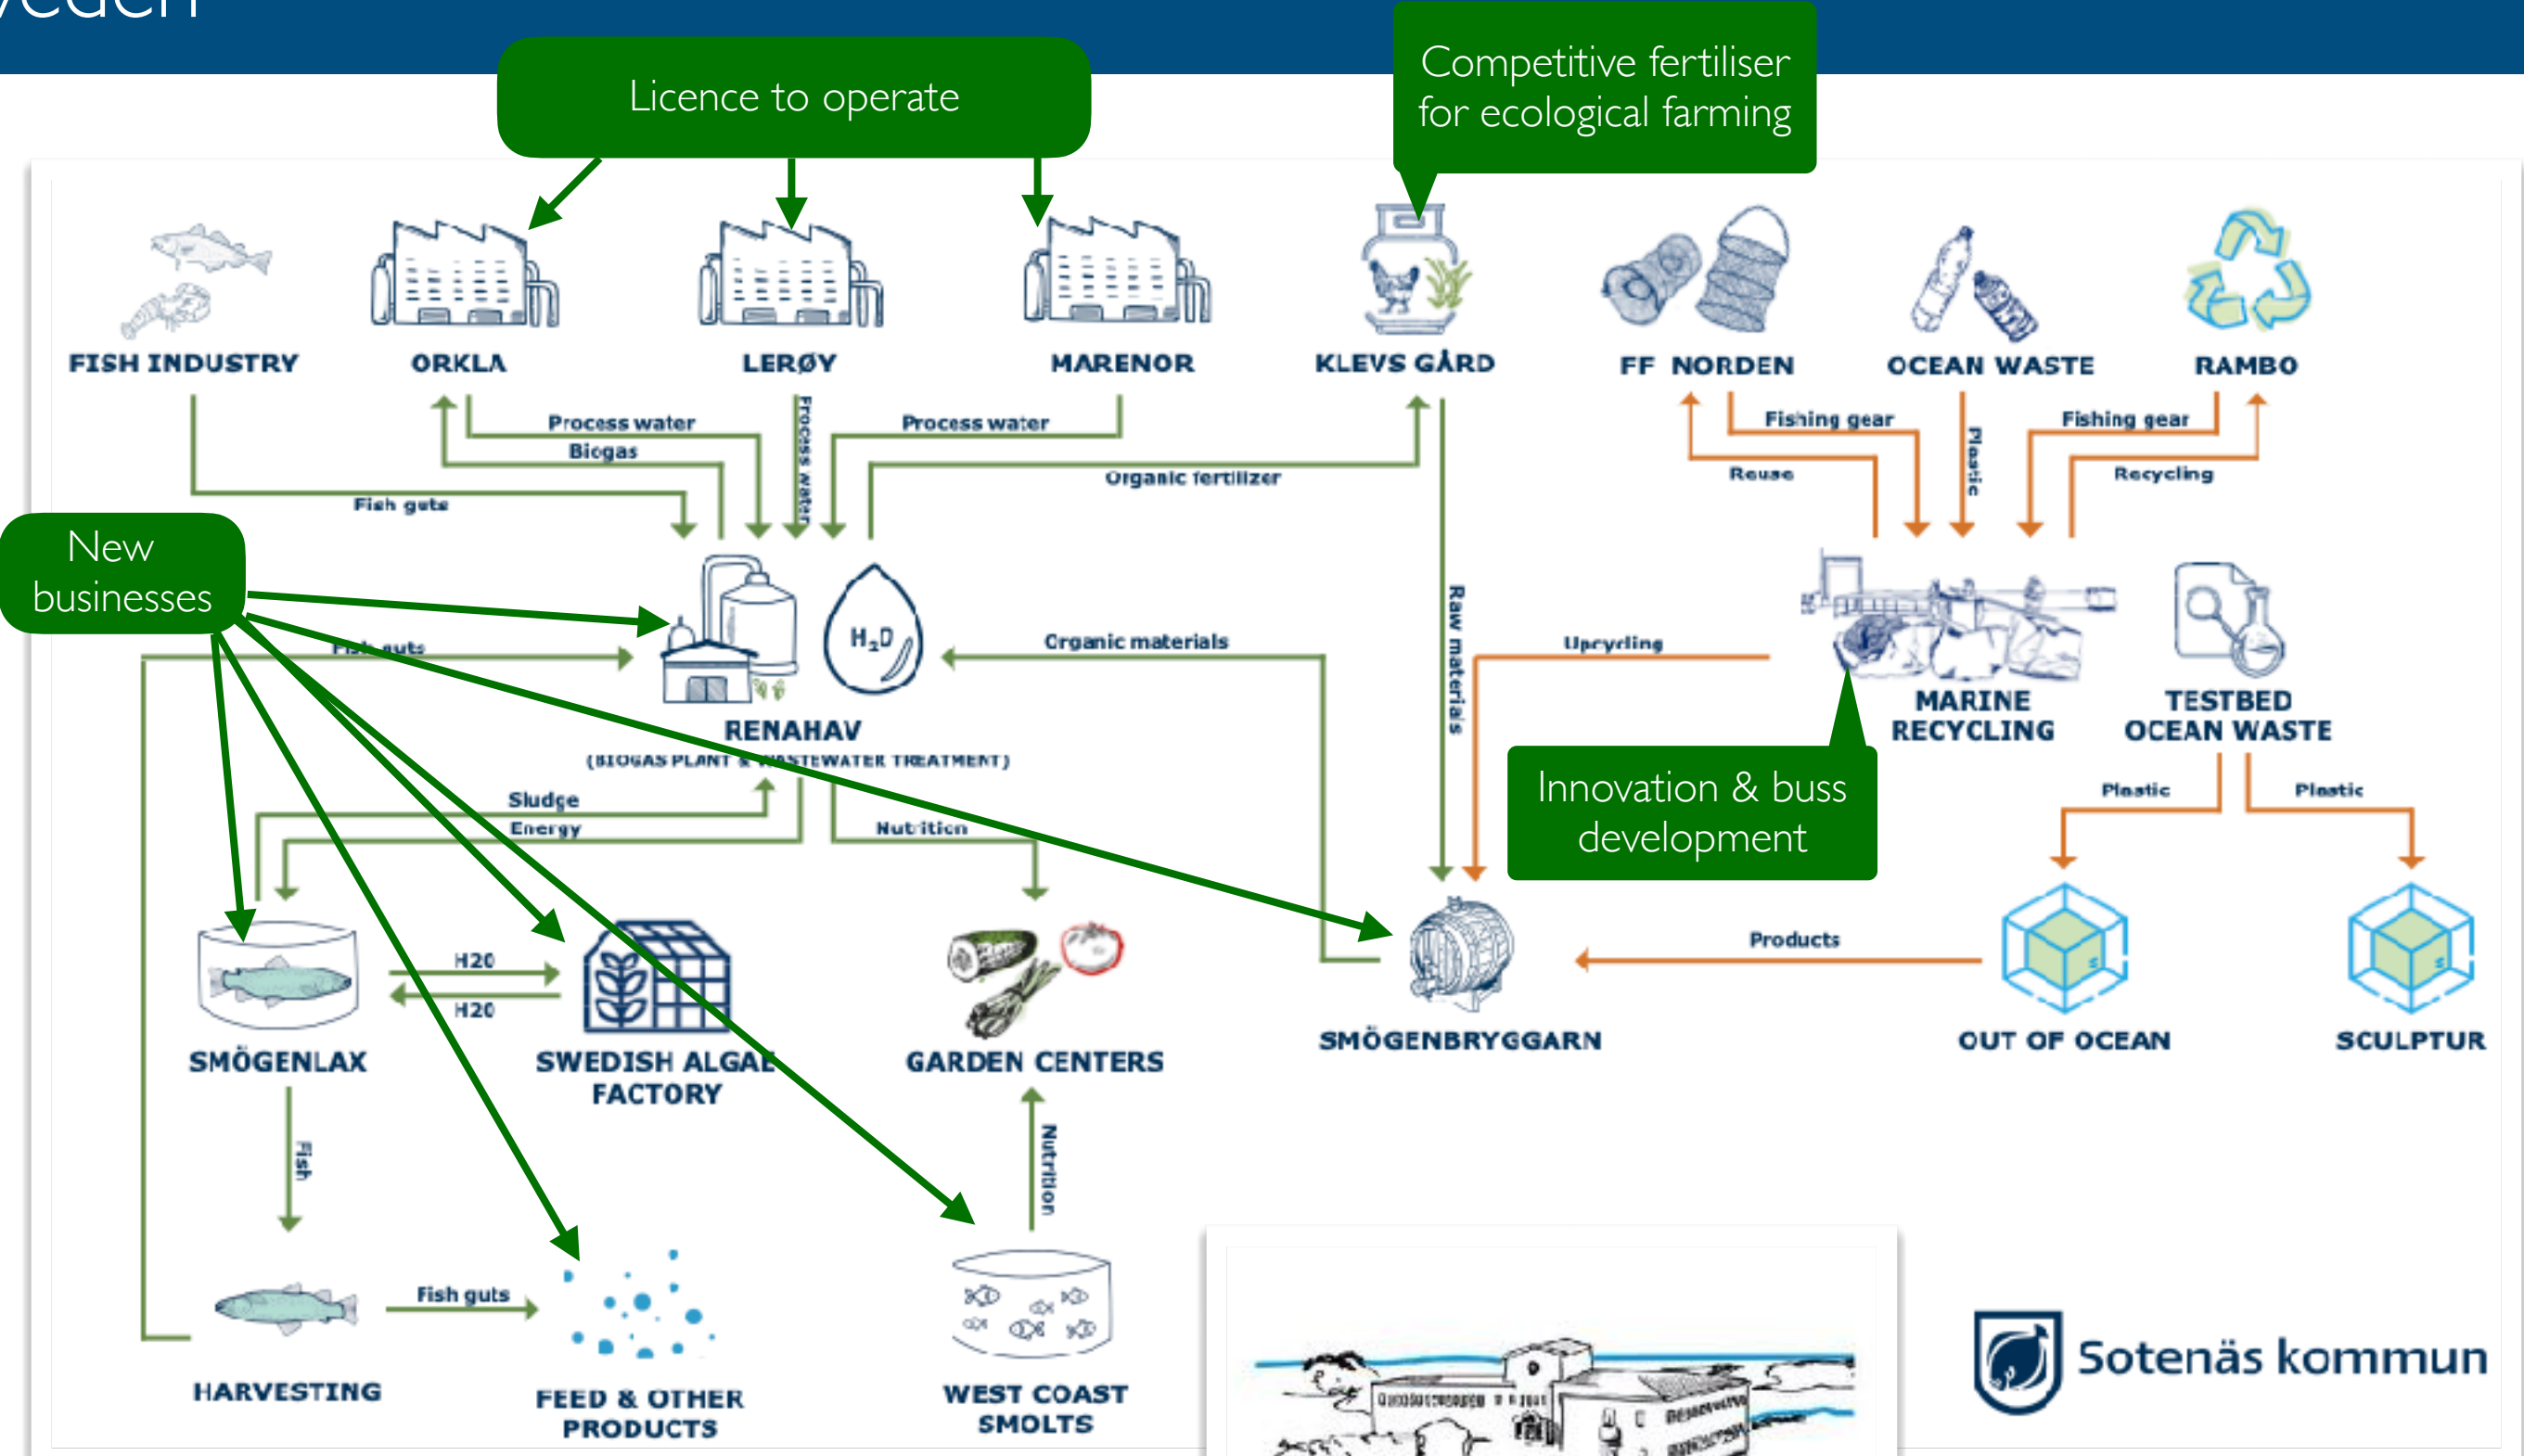 Licence to operate
Competitive fertiliser
for ecological farming
FISH INDUSTRY
ORKLA
LERØY
MARENOR
KLEVS GÅRD
FF NORDEN
OCEAN WASTE
RAMBO
Process water
Biogas
Process water
Process water
Organic fertilizer
Fish guts
Fishing gear
Reuse
Plastic
Fishing gear
Recycling
New
businesses
Fish guts
H₂O
Organic materials
Raw materials
Upcycling
RENAHAV
(BIOGAS PLANT & WASTEWATER TREATMENT)
MARINE
RECYCLING
TESTBED
OCEAN WASTE
Innovation & buss
development
Sludge
Energy
Nutrition
Plastic
Plastic
H20
H20
Products
SMÖGENLAX
SWEDISH ALGAE
FACTORY
GARDEN CENTERS
SMÖGENBRYGGARN
OUT OF OCEAN
SCULPTUR
Fish
Nutrition
Fish guts
HARVESTING
FEED & OTHER
PRODUCTS
WEST COAST
SMOLTS
Sotenäs kommun